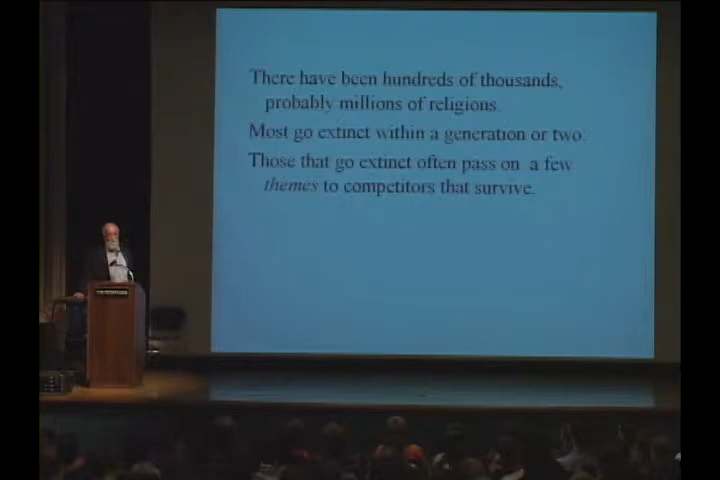 There have been hundreds of thousands,
probably millions of religions.
Most go extinct within a generation or two.
Those that go extinct often pass on a few
themes to competitors that survive.